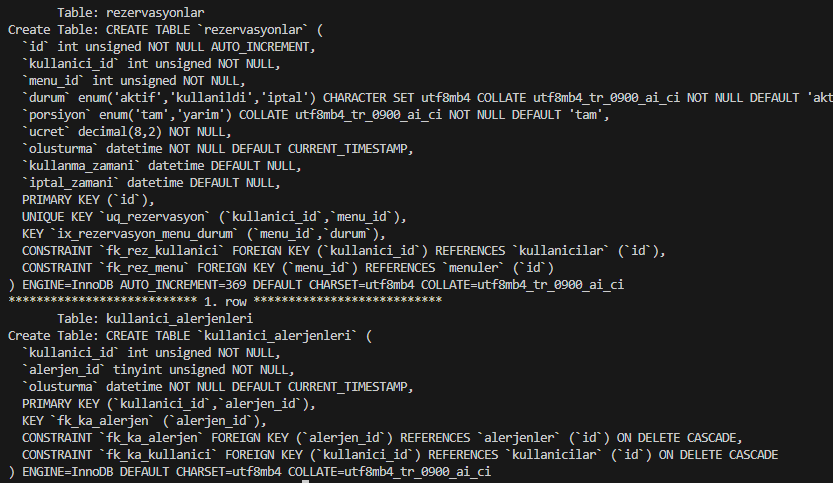 Table: rezervasyonlar
Create Table: CREATE TABLE `rezervasyonlar` (
`id` int unsigned NOT NULL AUTO_INCREMENT,
`kullanici_id` int unsigned NOT NULL,
`menu_id` int unsigned NOT NULL,
`durum` enum('aktif','kullanildi','iptal') CHARACTER SET utf8mb4 COLLATE utf8mb4_tr_0900_ai_ci NOT NULL DEFAULT 'akt
`porsiyon` enum('tam','yarim') COLLATE utf8mb4_tr_0900_ai_ci NOT NULL DEFAULT 'tam',
`ucret` decimal(8,2) NOT NULL,
`olusturma` datetime NOT NULL DEFAULT CURRENT_TIMESTAMP,
`kullanma_zamani` datetime DEFAULT NULL,
`iptal_zamani` datetime DEFAULT NULL,
PRIMARY KEY (`id`),
UNIQUE KEY `uq_rezervasyon` (`kullanici_id`,`menu_id`),
KEY `ix_rezervasyon_menu_durum` (`menu_id`,`durum`),
CONSTRAINT `fk_rez_kullanici` FOREIGN KEY (`kullanici_id`) REFERENCES `kullanicilar` (`id`),
CONSTRAINT `fk_rez_menu` FOREIGN KEY (`menu_id`) REFERENCES `menuler` (`id`)
) ENGINE=InnoDB AUTO_INCREMENT=369 DEFAULT CHARSET=utf8mb4 COLLATE=utf8mb4_tr_0900_ai_ci
*************************** 1. row ***************************
Table: kullanici_alerjenleri
Create Table: CREATE TABLE `kullanici_alerjenleri` (
`kullanici_id` int unsigned NOT NULL,
`alerjen_id` tinyint unsigned NOT NULL,
`olusturma` datetime NOT NULL DEFAULT CURRENT_TIMESTAMP,
PRIMARY KEY (`kullanici_id`,`alerjen_id`),
KEY `fk_ka_alerjen` (`alerjen_id`),
CONSTRAINT `fk_ka_alerjen` FOREIGN KEY (`alerjen_id`) REFERENCES `alerjenler` (`id`) ON DELETE CASCADE,
CONSTRAINT `fk_ka_kullanici` FOREIGN KEY (`kullanici_id`) REFERENCES `kullanicilar` (`id`) ON DELETE CASCADE
) ENGINE=InnoDB DEFAULT CHARSET=utf8mb4 COLLATE=utf8mb4_tr_0900_ai_ci